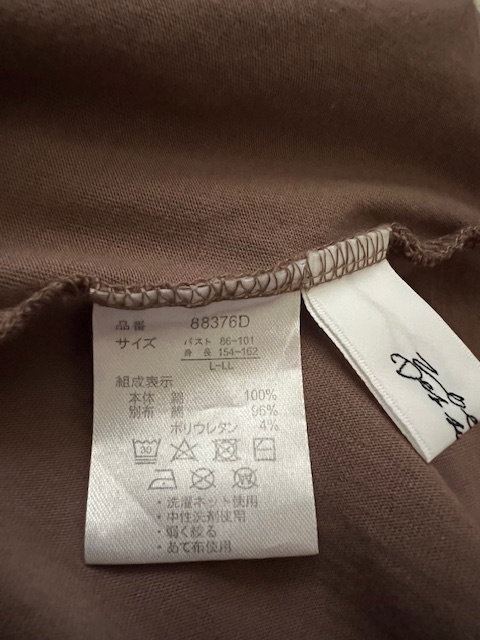 品番 88376D
サイズ バスト 86-101
身長 154-162
L-LL
組成表示
本体 綿 100%
別布 綿 96%
ポリウレタン 4%
30
・洗濯ネット使用
・中性洗剤使用
・弱く絞る
・あて布使用